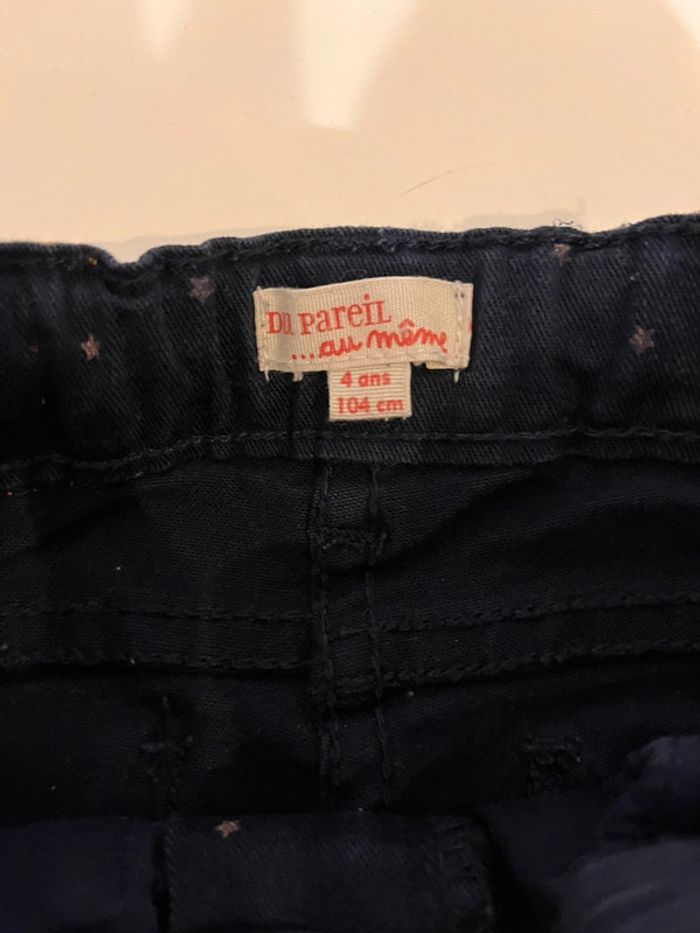 DU PAREIL
...au même
4 ans
104 cm